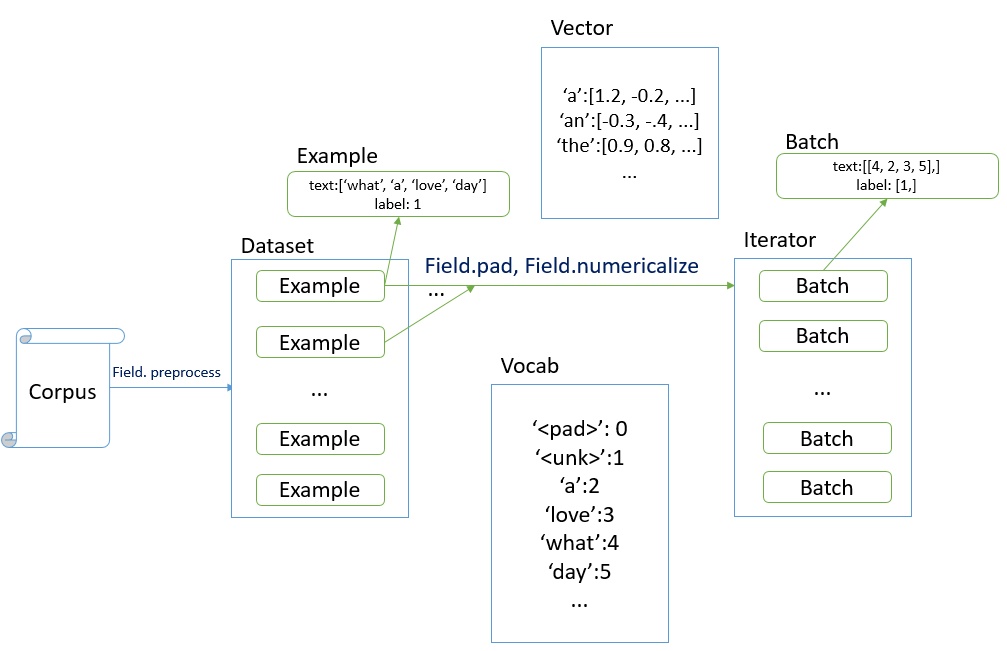 Vector
‘a’:[1.2, -0.2, ...]
‘an’:[-0.3, -.4, ...]
‘the’:[0.9, 0.8, ...]
...
Example
text:[‘what’, ‘a’, ‘love’, ‘day’]
label: 1
Batch
text:[[4, 2, 3, 5],]
label: [1,]
Dataset
Example
Example
...
Example
Example
Field.pad, Field.numericalize
...
Iterator
Batch
Batch
...
Batch
Batch
Corpus
Field. preprocess
Vocab
‘<pad>’: 0
‘<unk>’:1
‘a’:2
‘love’:3
‘what’:4
‘day’:5
...